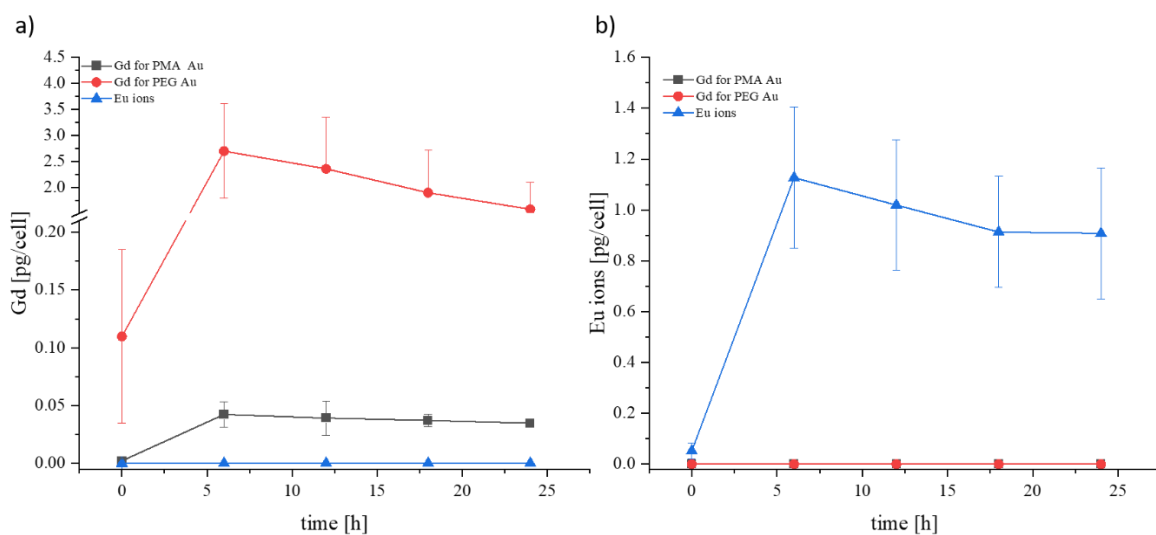 a)
4.5
4.0
3.5
3.0
2.5
2.0
0.20
0.15
0.10
0.05
0.00
Gd [pg/cell]
Gd for PMA Au
Gd for PEG Au
Eu ions
0 5 10 15 20 25
time [h]
b)
1.6
1.4
1.2
1.0
0.8
0.6
0.4
0.2
0.0
Eu ions [pg/cell]
Gd for PMA Au
Gd for PEG Au
Eu ions
0 5 10 15 20 25
time [h]